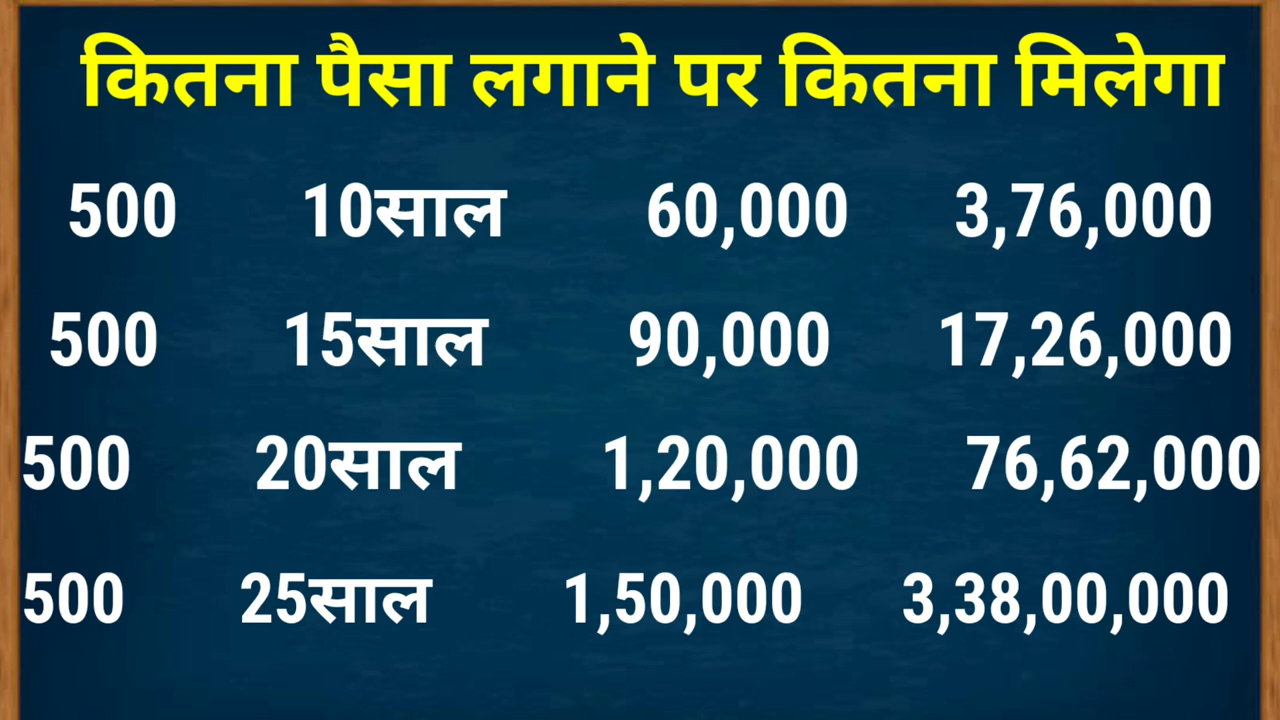 कितना पैसा लगाने पर कितना मिलेगा
500 10साल 60,000 3,76,000
500 15साल 90,000 17,26,000
500 20साल 1,20,000 76,62,000
500 25साल 1,50,000 3,38,00,000